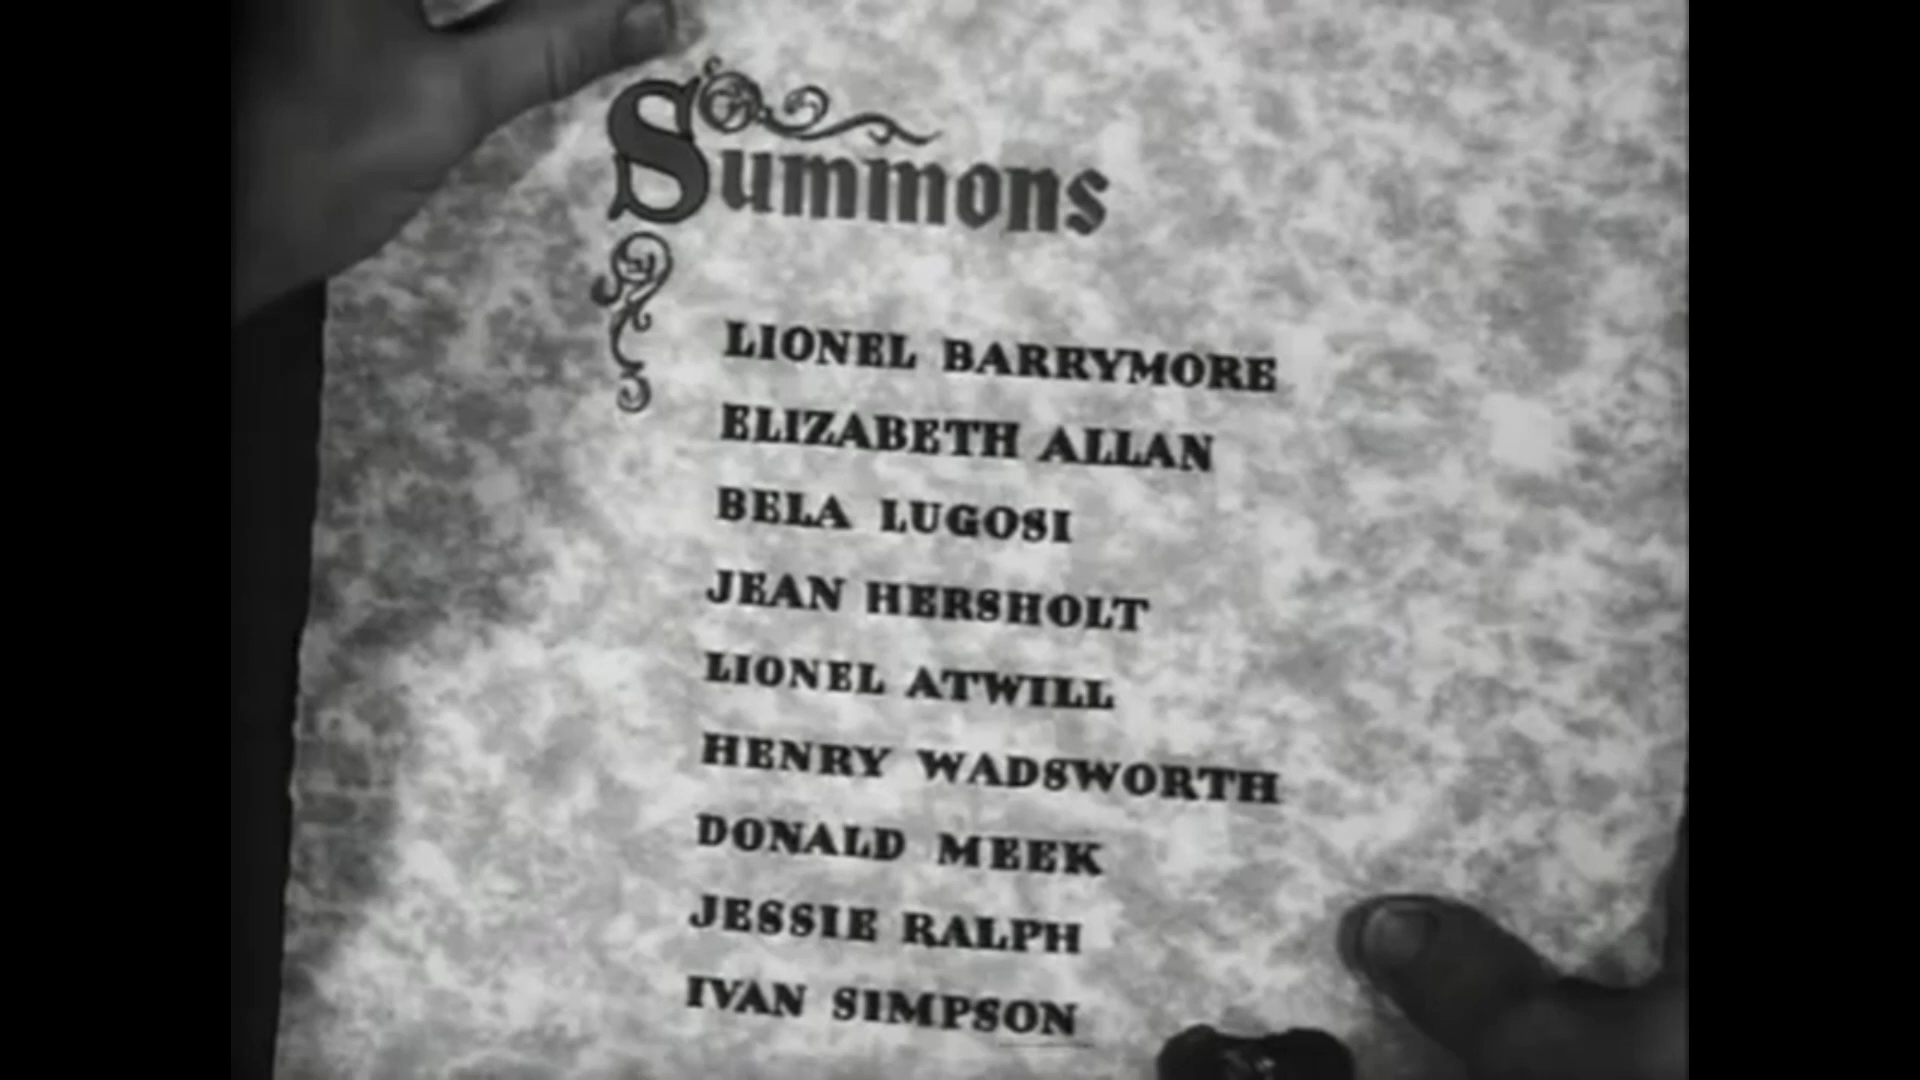 Summons
LIONEL BARRYMORE
ELIZABETH ALLAN
BELA LUGOSI
JEAN HERSHOLT
LIONEL ATWILL
HENRY WADSWORTH
DONALD MEEK
JESSIE RALPH
IVAN SIMPSON